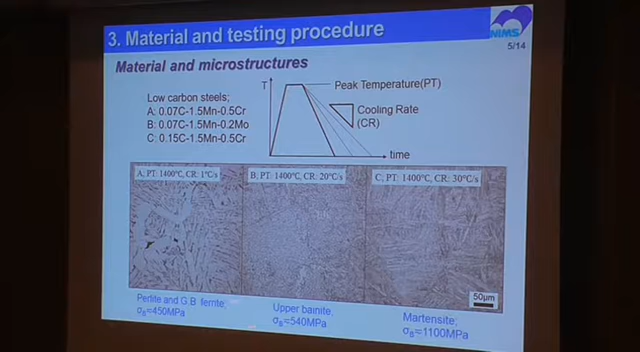 3. Material and testing procedure
NIMS
5/14
Material and microstructures
Low carbon steels;
A: 0.07C-1.5Mn-0.5Cr
B: 0.07C-1.5Mn-0.2Mo
C: 0.15C-1.5Mn-0.5Cr
T
Peak Temperature(PT)
Cooling Rate
(CR)
time
A, PT: 1400°C, CR: 1°C/s
B, PT: 1400°C, CR: 20°C/s
C, PT: 1400°C, CR: 30°C/s
50μm
Perlite and G.B. ferrite,
σB=450MPa
Upper bainite;
σB=540MPa
Martensite;
σB=1100MPa